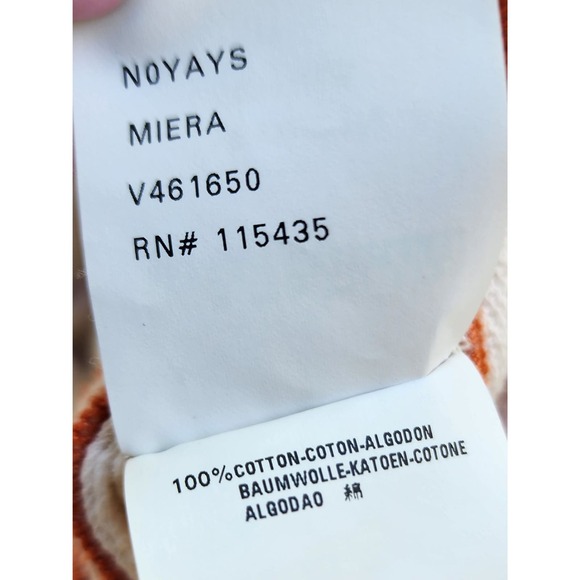 N0YAYS
MIERA
V461650
RN# 115435
100%COTTON-COTON-ALGODON
BAUMWOLLE-KATOEN-COTONE
ALGODAO 綿